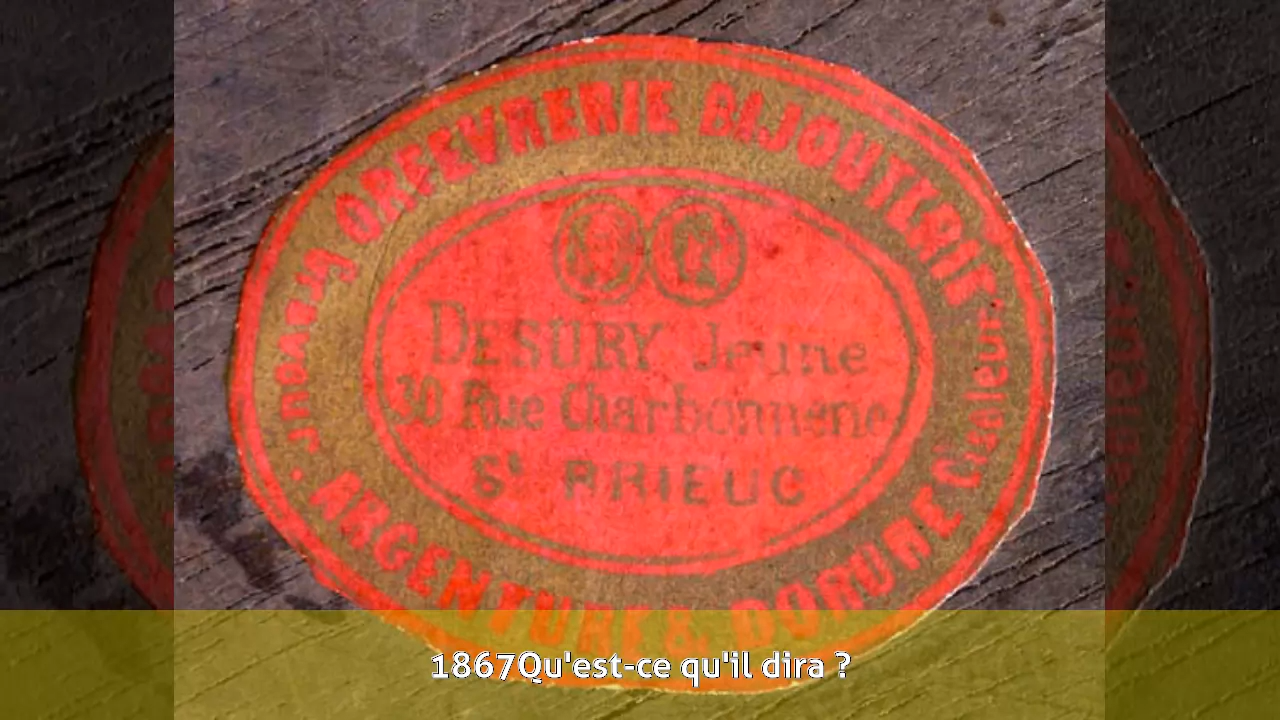 Graveur. ORFEVRERIE BIJOUTERIE Ciseleur.
DESURY Jeune
30 Rue Charbonnerie
St BRIEUC
ARGENTURE & DORURE
1867Qu'est-ce qu'il dira ?